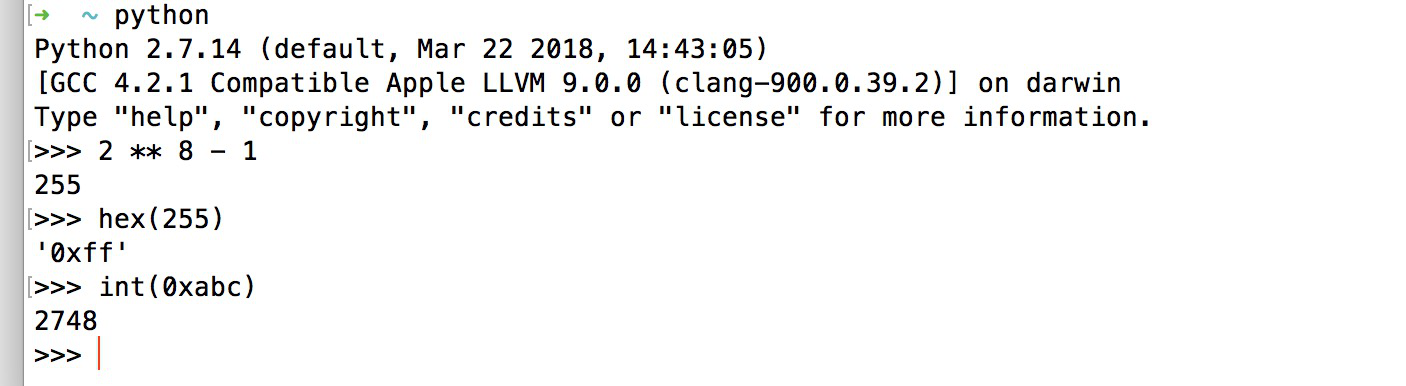 [➜  ~ python
Python 2.7.14 (default, Mar 22 2018, 14:43:05)
[GCC 4.2.1 Compatible Apple LLVM 9.0.0 (clang-900.0.39.2)] on darwin
Type "help", "copyright", "credits" or "license" for more information.
[>>> 2 ** 8 - 1
255
[>>> hex(255)
'0xff'
[>>> int(0xabc)
2748
>>>